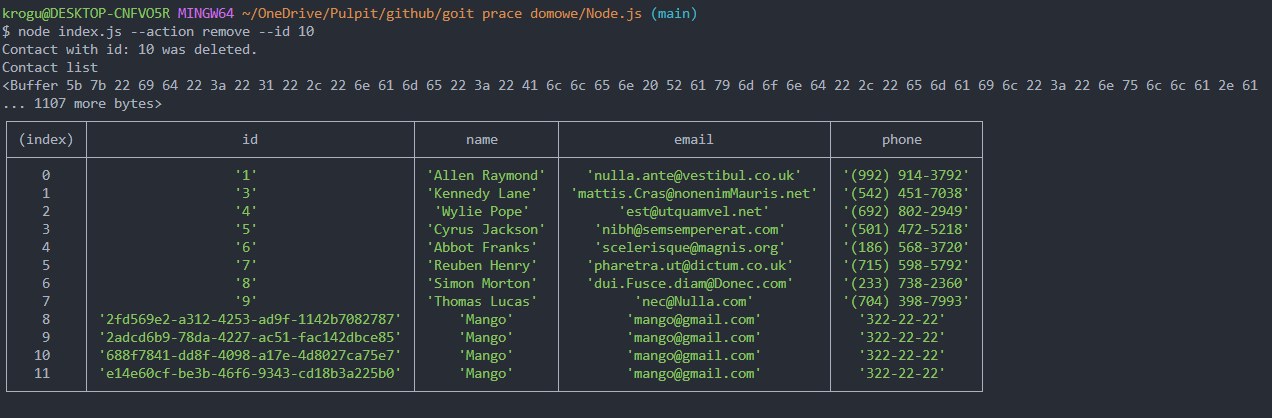 krogu@DESKTOP-CNFVO5R MINGW64 ~/OneDrive/Pulpit/github/goit prace domowe/Node.js (main)
$ node index.js --action remove --id 10
Contact with id: 10 was deleted.
Contact list
<Buffer 5b 7b 22 69 64 22 3a 22 31 22 2c 22 6e 61 6d 65 22 3a 22 41 6c 6c 65 6e 20 52 61 79 6d 6f 6e 64 22 2c 22 65 6d 61 69 6c 22 3a 22 6e 75 6c 6c 61 2e 61
... 1107 more bytes>
(index) id name email phone
0 '1' 'Allen Raymond' 'nulla.ante@vestibul.co.uk' '(992) 914-3792'
1 '3' 'Kennedy Lane' 'mattis.Cras@nonenimMauris.net' '(542) 451-7038'
2 '4' 'Wylie Pope' 'est@utquamvel.net' '(692) 802-2949'
3 '5' 'Cyrus Jackson' 'nibh@semsempererat.com' '(501) 472-5218'
4 '6' 'Abbot Franks' 'scelerisque@magnis.org' '(186) 568-3720'
5 '7' 'Reuben Henry' 'pharetra.ut@dictum.co.uk' '(715) 598-5792'
6 '8' 'Simon Morton' 'dui.Fusce.diam@Donec.com' '(233) 738-2360'
7 '9' 'Thomas Lucas' 'nec@Nulla.com' '(704) 398-7993'
8 '2fd569e2-a312-4253-ad9f-1142b7082787' 'Mango' 'mango@gmail.com' '322-22-22'
9 '2adcd6b9-78da-4227-ac51-fac142dbce85' 'Mango' 'mango@gmail.com' '322-22-22'
10 '688f7841-dd8f-4098-a17e-4d8027ca75e7' 'Mango' 'mango@gmail.com' '322-22-22'
11 'e14e60cf-be3b-46f6-9343-cd18b3a225b0' 'Mango' 'mango@gmail.com' '322-22-22'